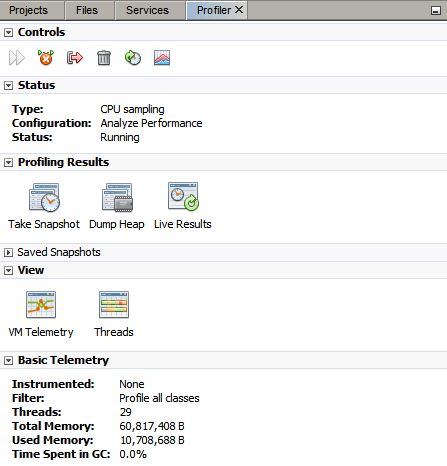 Projects Files Services Profiler
Controls
Status
Type: CPU sampling
Configuration: Analyze Performance
Status: Running
Profiling Results
Take Snapshot Dump Heap Live Results
Saved Snapshots
View
VM Telemetry Threads
Basic Telemetry
Instrumented: None
Filter: Profile all classes
Threads: 29
Total Memory: 60,817,408 B
Used Memory: 10,708,688 B
Time Spent in GC: 0.0%